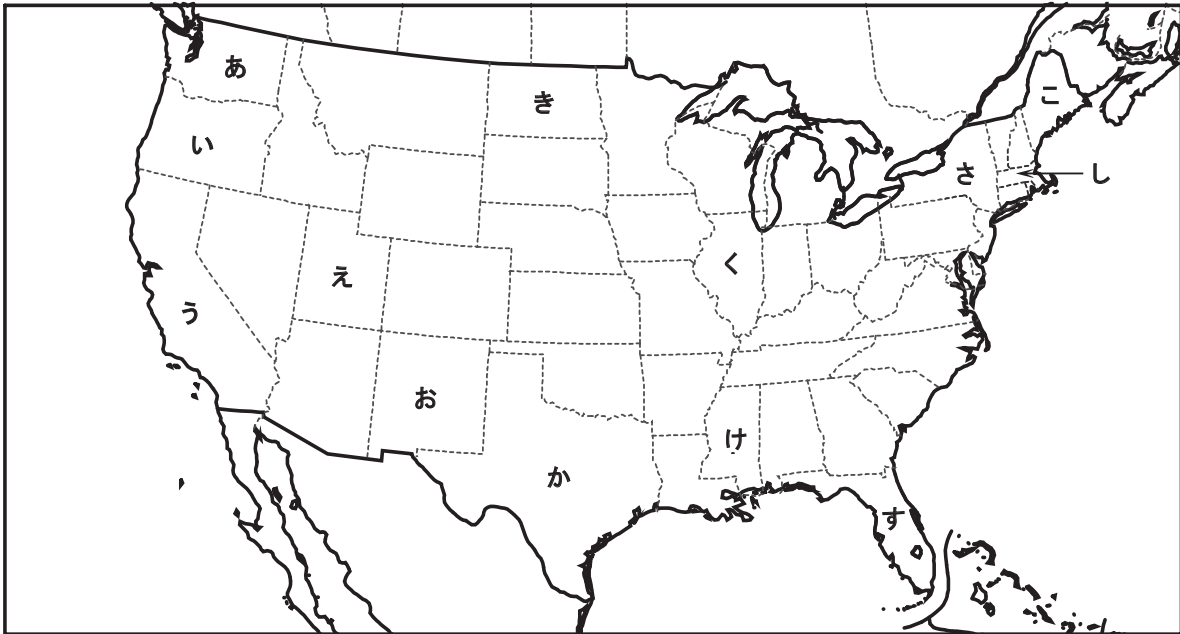 あ
き
こ
い
さ
し
え
く
う
お
け
か
す